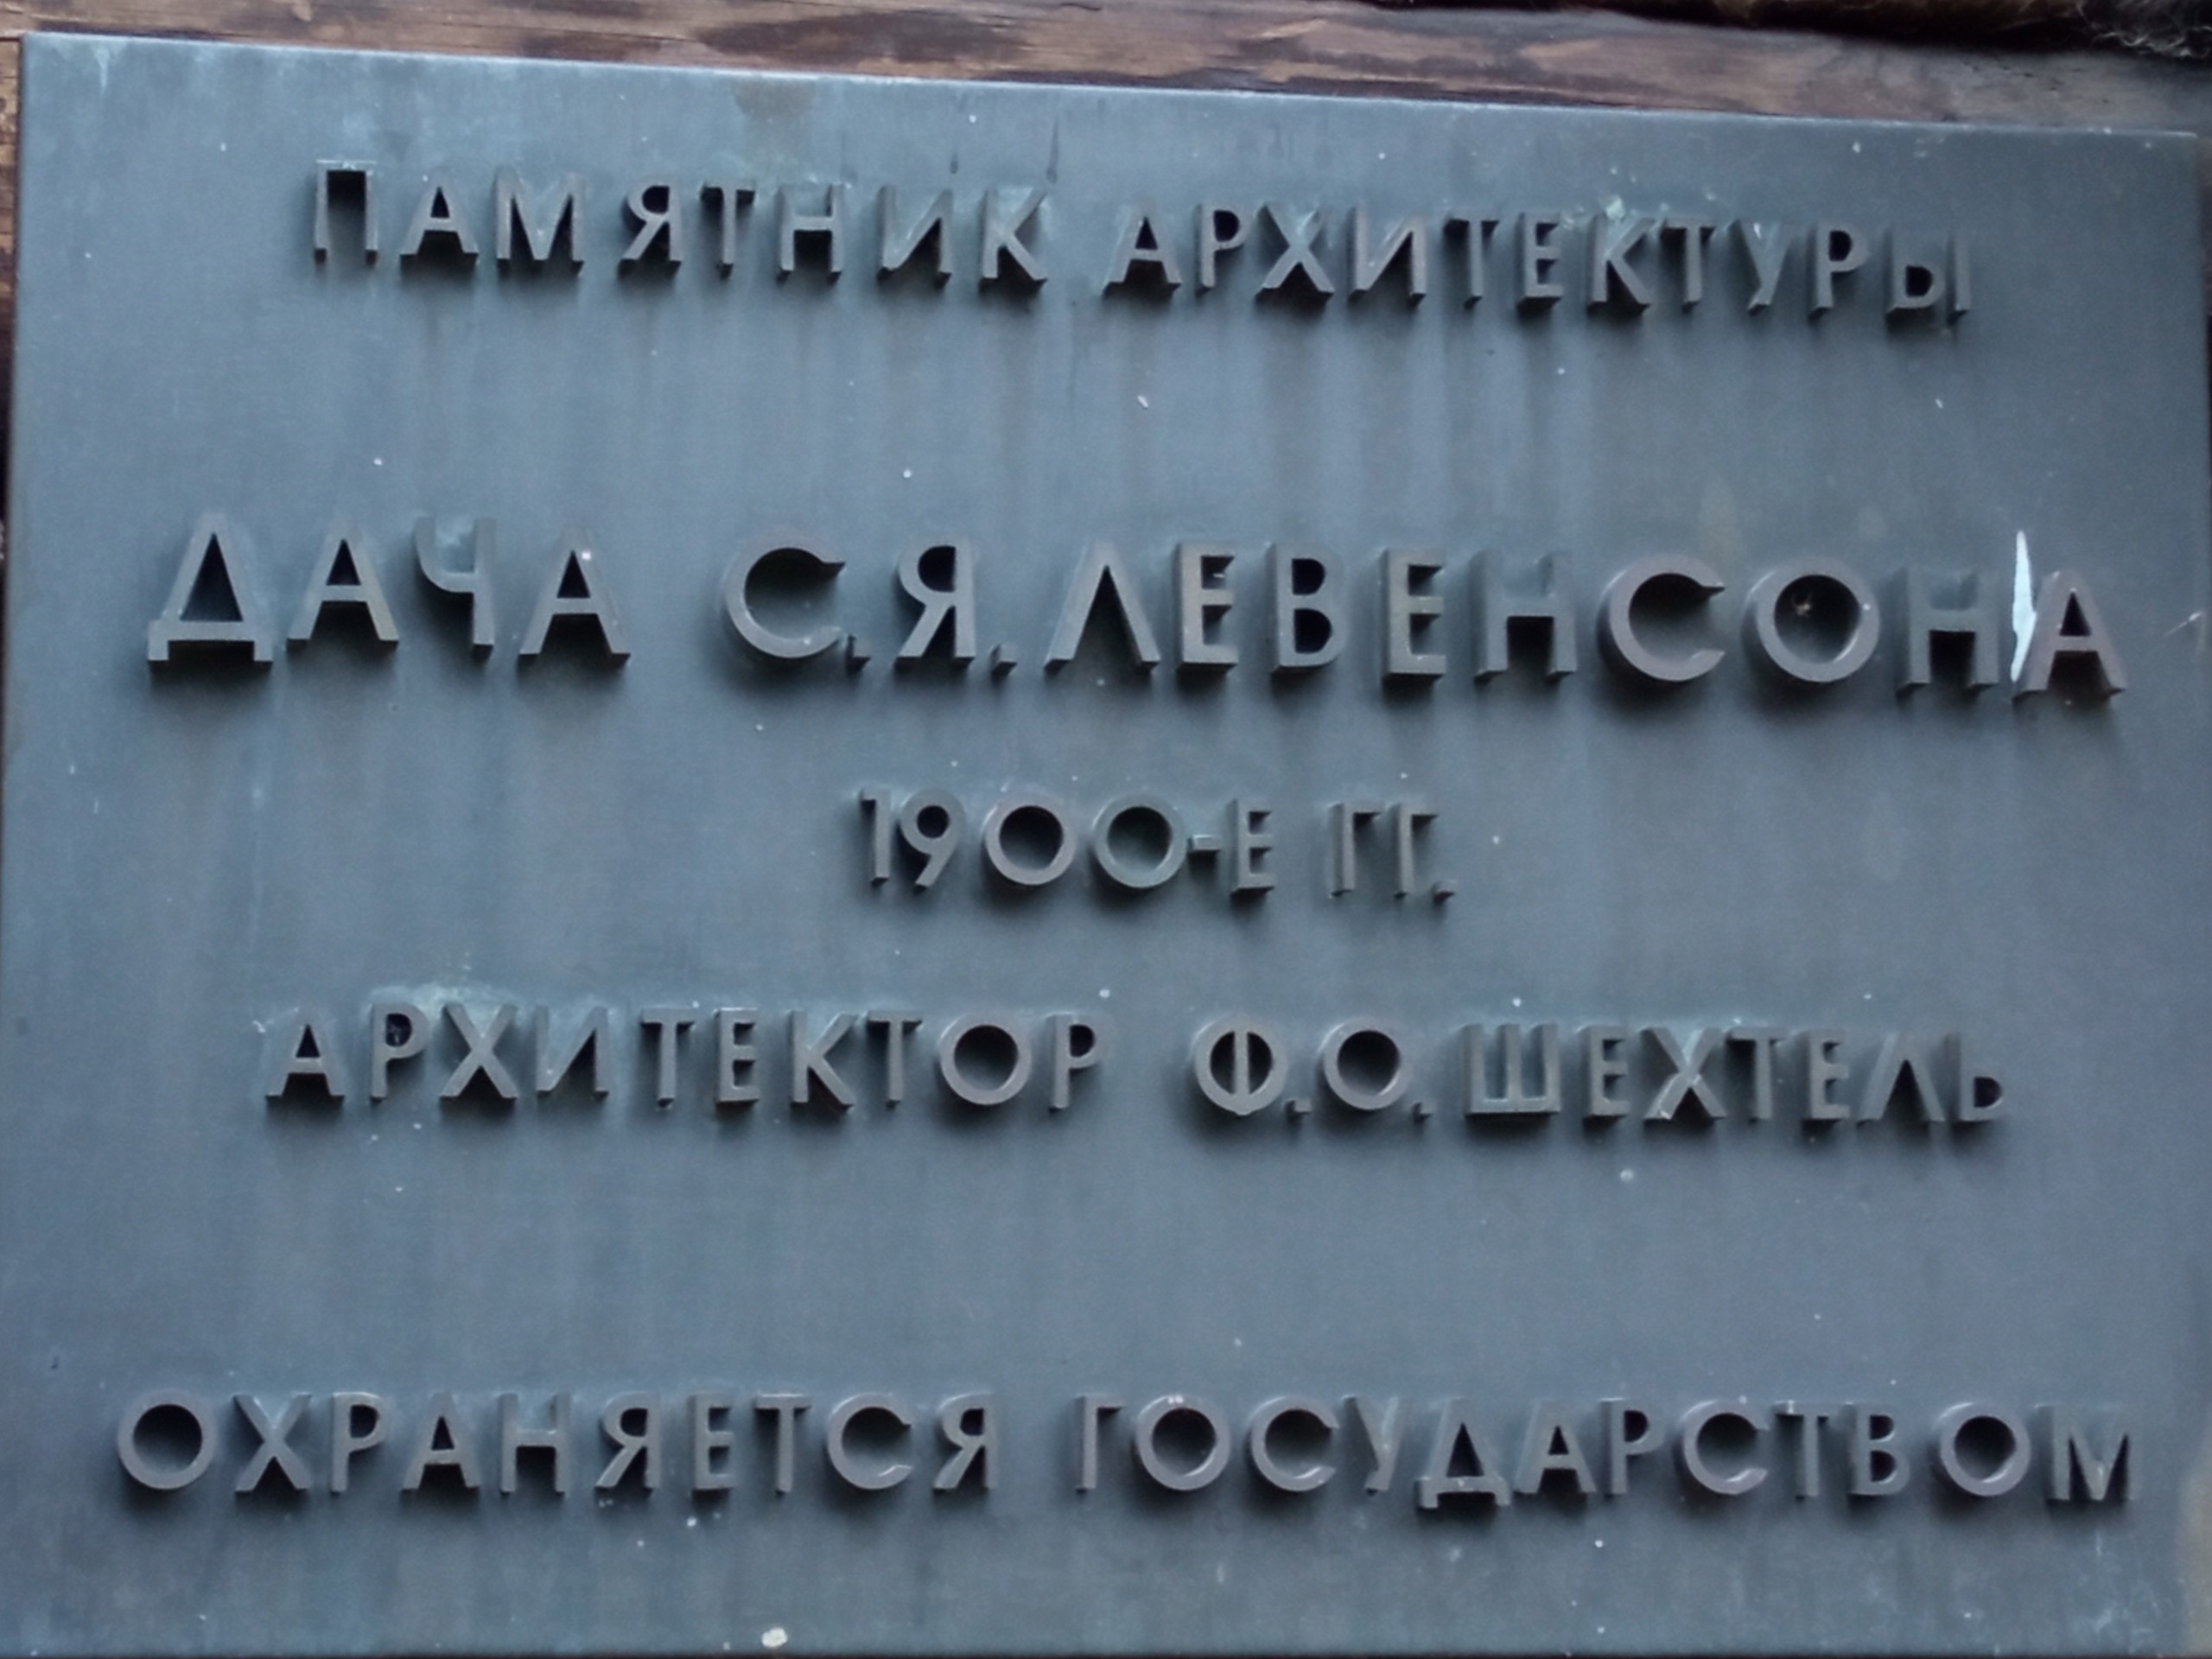 ПАМЯТНИК АРХИТЕКТУРЫ
ДАЧА С.Я.ЛЕВЕНСОНА
1900-Е ГГ.
АРХИТЕКТОР Ф.О.ШЕХТЕЛЬ
ОХРАНЯЕТСЯ ГОСУДАРСТВОМ